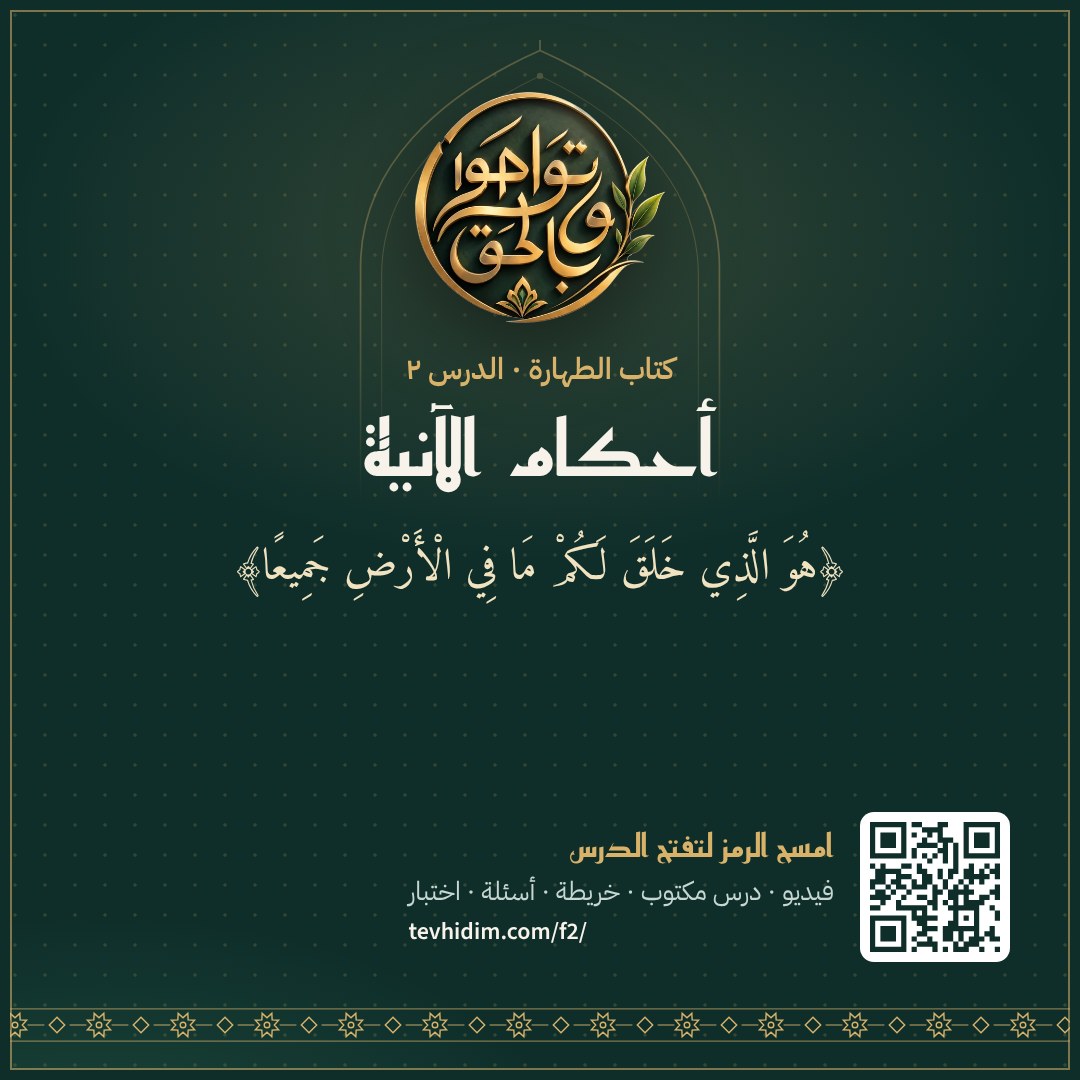 وتواصوا بالحق
كتاب الطهارة · الدرس ٢
أحكام الآنية
﴿هُوَ الَّذِي خَلَقَ لَكُمْ مَا فِي الْأَرْضِ جَمِيعًا﴾
امسح الرمز لتفتح الدرس
فيديو · درس مكتوب · خريطة · أسئلة · اختبار
tevhidim.com/f2/